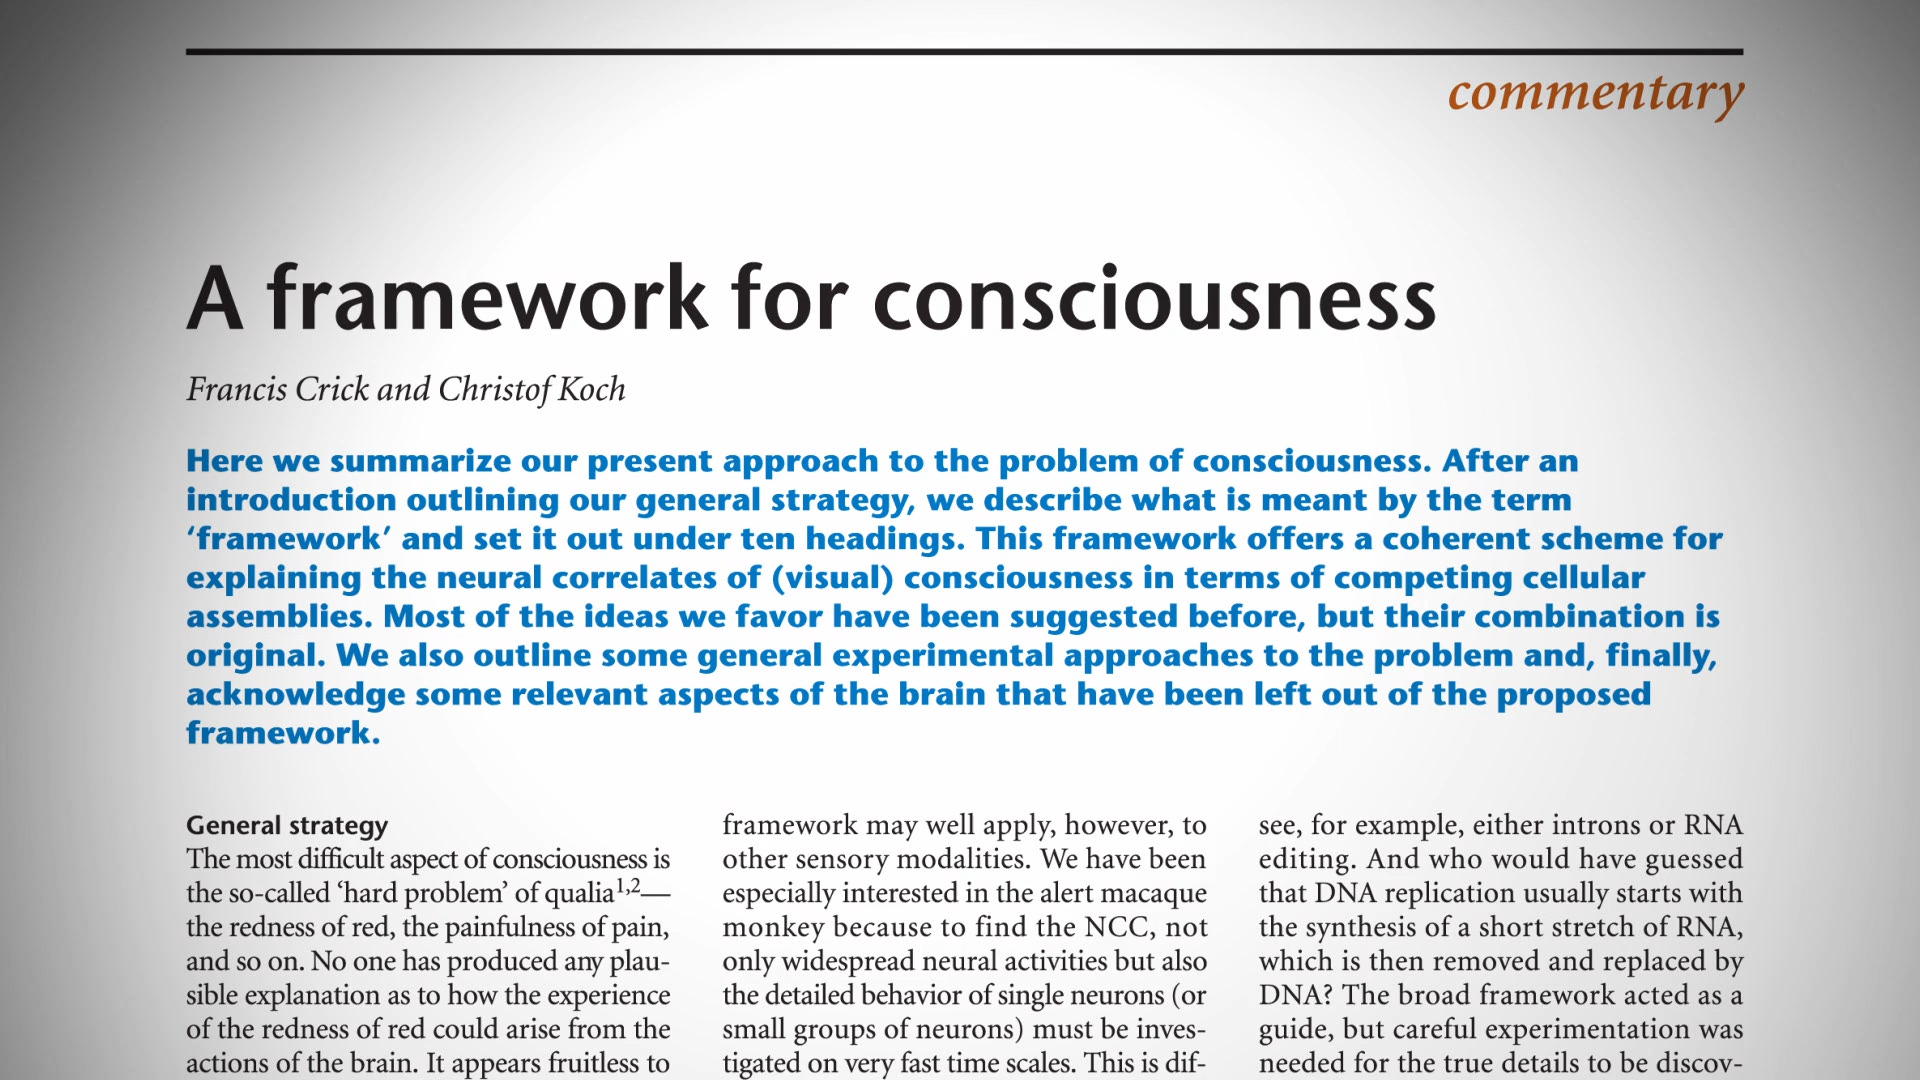 commentary
A framework for consciousness
Francis Crick and Christof Koch
Here we summarize our present approach to the problem of consciousness. After an
introduction outlining our general strategy, we describe what is meant by the term
‘framework’ and set it out under ten headings. This framework offers a coherent scheme for
explaining the neural correlates of (visual) consciousness in terms of competing cellular
assemblies. Most of the ideas we favor have been suggested before, but their combination is
original. We also outline some general experimental approaches to the problem and, finally,
acknowledge some relevant aspects of the brain that have been left out of the proposed
framework.
General strategy
The most difficult aspect of consciousness is
the so-called ‘hard problem’ of qualia1,2—
the redness of red, the painfulness of pain,
and so on. No one has produced any plau-
sible explanation as to how the experience
of the redness of red could arise from the
actions of the brain. It appears fruitless to
framework may well apply, however, to
other sensory modalities. We have been
especially interested in the alert macaque
monkey because to find the NCC, not
only widespread neural activities but also
the detailed behavior of single neurons (or
small groups of neurons) must be inves-
tigated on very fast time scales. This is dif-
see, for example, either introns or RNA
editing. And who would have guessed
that DNA replication usually starts with
the synthesis of a short stretch of RNA,
which is then removed and replaced by
DNA? The broad framework acted as a
guide, but careful experimentation was
needed for the true details to be discov-